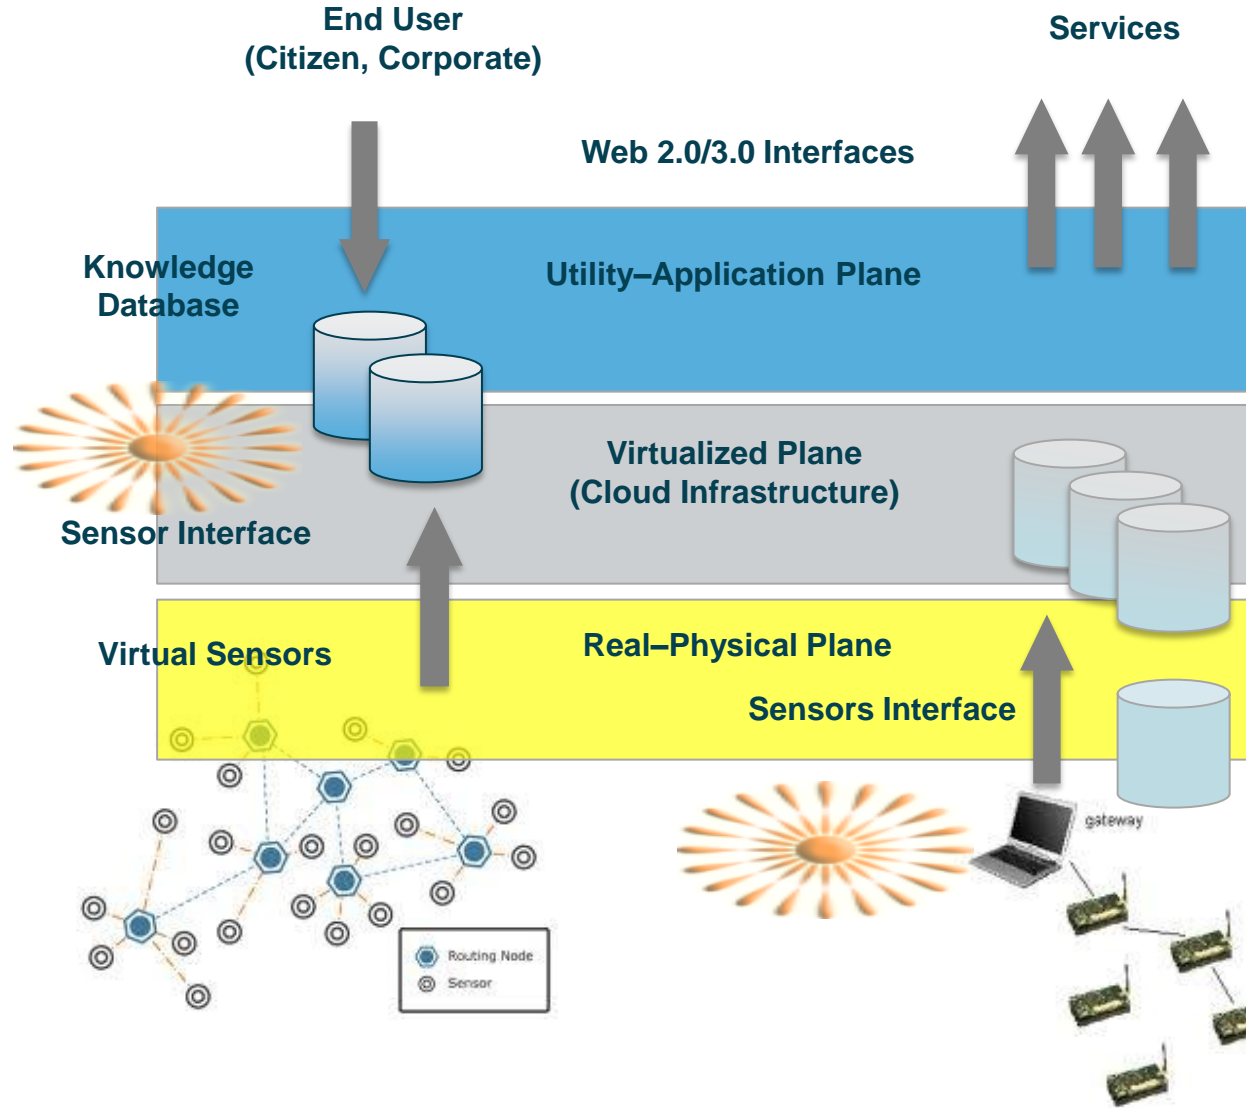 End User
(Citizen, Corporate)
Services
Web 2.0/3.0 Interfaces
Knowledge
Database
Utility–Application Plane
Virtualized Plane
(Cloud Infrastructure)
Sensor Interface
Virtual Sensors
Real–Physical Plane
Sensors Interface
gateway
Routing Node
Sensor